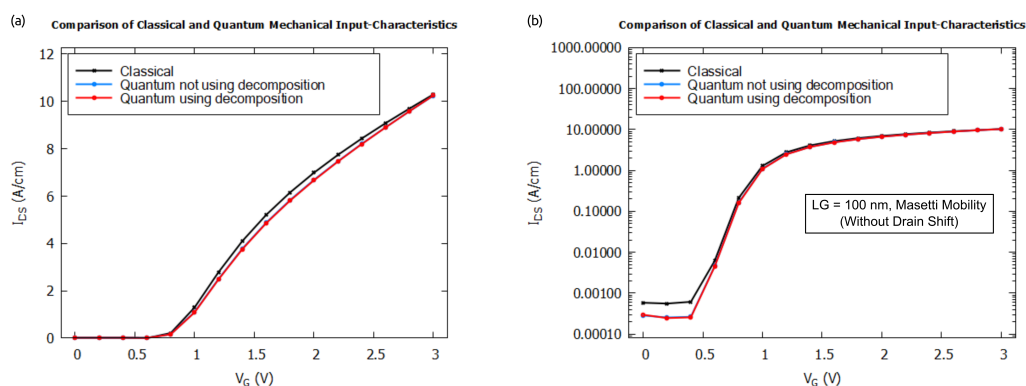 (a)
Comparison of Classical and Quantum Mechanical Input-Characteristics
12
10
8
6
4
2
0
I_DS (A/cm)
Classical
Quantum not using decomposition
Quantum using decomposition
0 0.5 1 1.5 2 2.5 3
V_G (V)
(b)
Comparison of Classical and Quantum Mechanical Input-Characteristics
1000.00000
100.00000
10.00000
1.00000
0.10000
0.01000
0.00100
0.00010
I_DS (A/cm)
Classical
Quantum not using decomposition
Quantum using decomposition
LG = 100 nm, Masetti Mobility
(Without Drain Shift)
0 0.5 1 1.5 2 2.5 3
V_G (V)